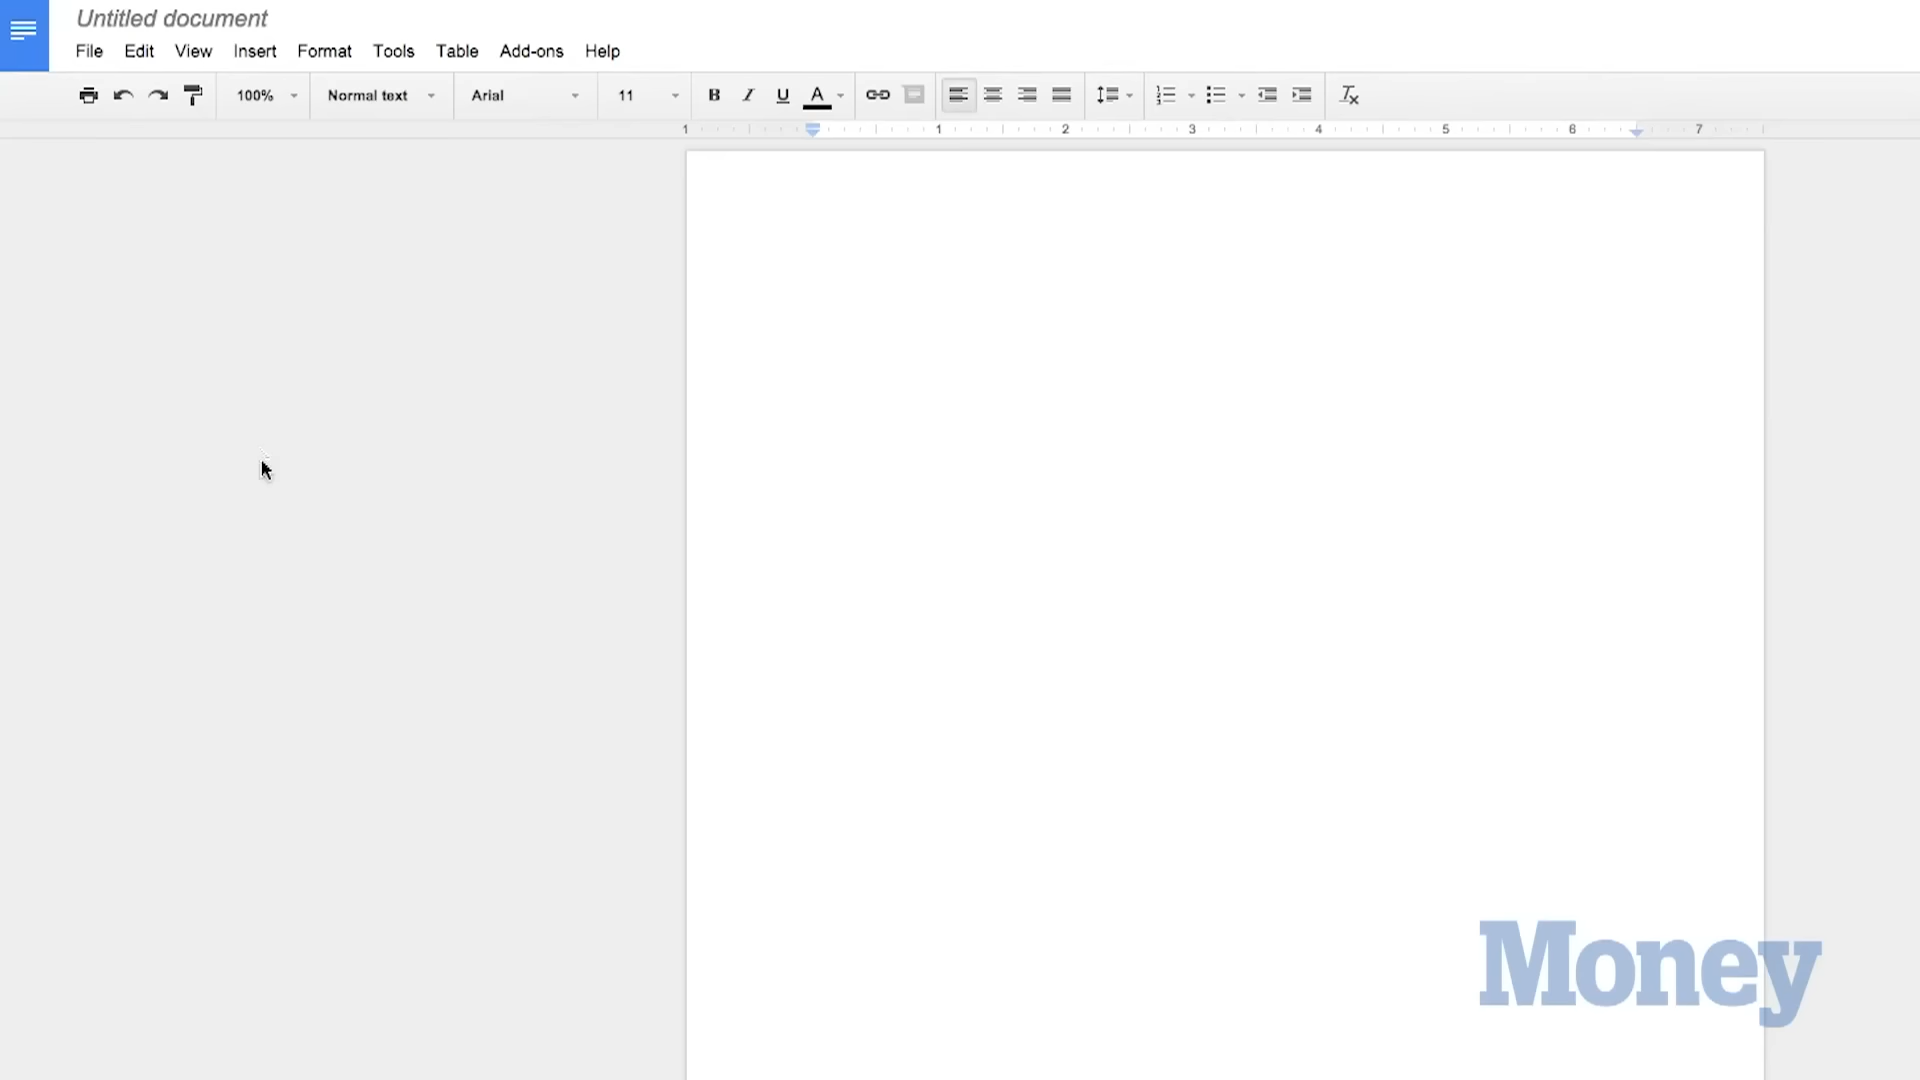 Untitled document
File Edit View Insert Format Tools Table Add-ons Help
100% Normal text Arial 11 B I U A
1 1 2 3 4 5 6 7
Money